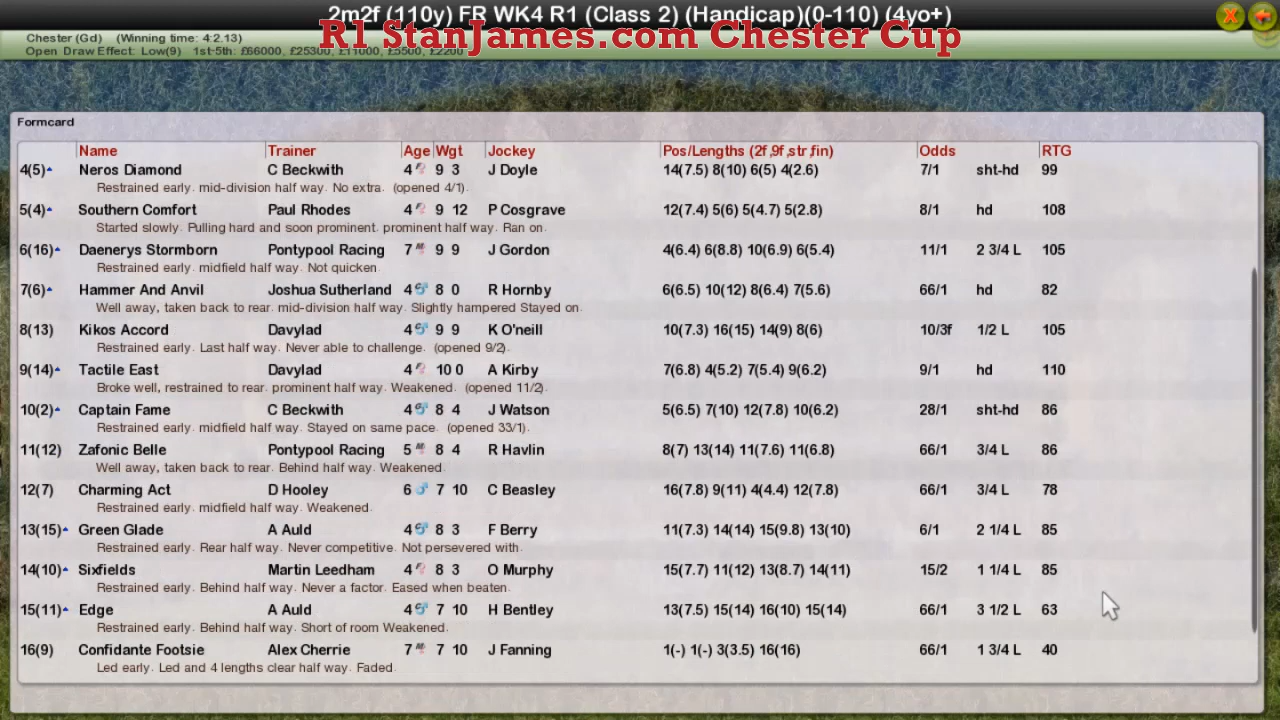 2m2f (110y) FR WK4 R1 (Class 2) (Handicap)(0-110) (4yo+)
R1 StanJames.com Chester Cup
Chester (Gd) (Winning time: 4:2.13)
Open Draw Effect: Low(9) 1st-5th: £66000, £25300, £11000, £5500, £2200
Formcard
Name Trainer Age Wgt Jockey Pos/Lengths (2f,9f,str,fin) Odds RTG
4(5) Neros Diamond C Beckwith 4 9 3 J Doyle 14(7.5) 8(10) 6(5) 4(2.6) 7/1 sht-hd 99
Restrained early. mid-division half way. No extra. (opened 4/1).
5(4) Southern Comfort Paul Rhodes 4 9 12 P Cosgrave 12(7.4) 5(6) 5(4.7) 5(2.8) 8/1 hd 108
Started slowly. Pulling hard and soon prominent. prominent half way. Ran on.
6(16) Daenerys Stormborn Pontypool Racing 7 9 9 J Gordon 4(6.4) 6(8.8) 10(6.9) 6(5.4) 11/1 2 3/4 L 105
Restrained early. midfield half way. Not quicken.
7(6) Hammer And Anvil Joshua Sutherland 4 8 0 R Hornby 6(6.5) 10(12) 8(6.4) 7(5.6) 66/1 hd 82
Well away, taken back to rear. mid-division half way. Slightly hampered Stayed on.
8(13) Kikos Accord Davylad 4 9 9 K O'neill 10(7.3) 16(15) 14(9) 8(6) 10/3f 1/2 L 105
Restrained early. Last half way. Never able to challenge. (opened 9/2).
9(14) Tactile East Davylad 4 10 0 A Kirby 7(6.8) 4(5.2) 7(5.4) 9(6.2) 9/1 hd 110
Broke well, restrained to rear. prominent half way. Weakened. (opened 11/2)
10(2) Captain Fame C Beckwith 4 8 4 J Watson 5(6.5) 7(10) 12(7.8) 10(6.2) 28/1 sht-hd 86
Restrained early. midfield half way. Stayed on same pace. (opened 33/1).
11(12) Zafonic Belle Pontypool Racing 5 8 4 R Havlin 8(7) 13(14) 11(7.6) 11(6.8) 66/1 3/4 L 86
Well away, taken back to rear. Behind half way. Weakened.
12(7) Charming Act D Hooley 6 7 10 C Beasley 16(7.8) 9(11) 4(4.4) 12(7.8) 66/1 3/4 L 78
Restrained early. midfield half way. Weakened.
13(15) Green Glade A Auld 4 8 3 F Berry 11(7.3) 14(14) 15(9.8) 13(10) 6/1 2 1/4 L 85
Restrained early. Rear half way. Never competitive. Not persevered with.
14(10) Sixfields Martin Leedham 4 8 3 O Murphy 15(7.7) 11(12) 13(8.7) 14(11) 15/2 1 1/4 L 85
Restrained early. Behind half way. Never a factor. Eased when beaten.
15(11) Edge A Auld 4 7 10 H Bentley 13(7.5) 15(14) 16(10) 15(14) 66/1 3 1/2 L 63
Restrained early. Behind half way. Short of room Weakened.
16(9) Confidante Footsie Alex Cherrie 7 7 10 J Fanning 1(-) 1(-) 3(3.5) 16(16) 66/1 1 3/4 L 40
Led early. Led and 4 lengths clear half way. Faded.